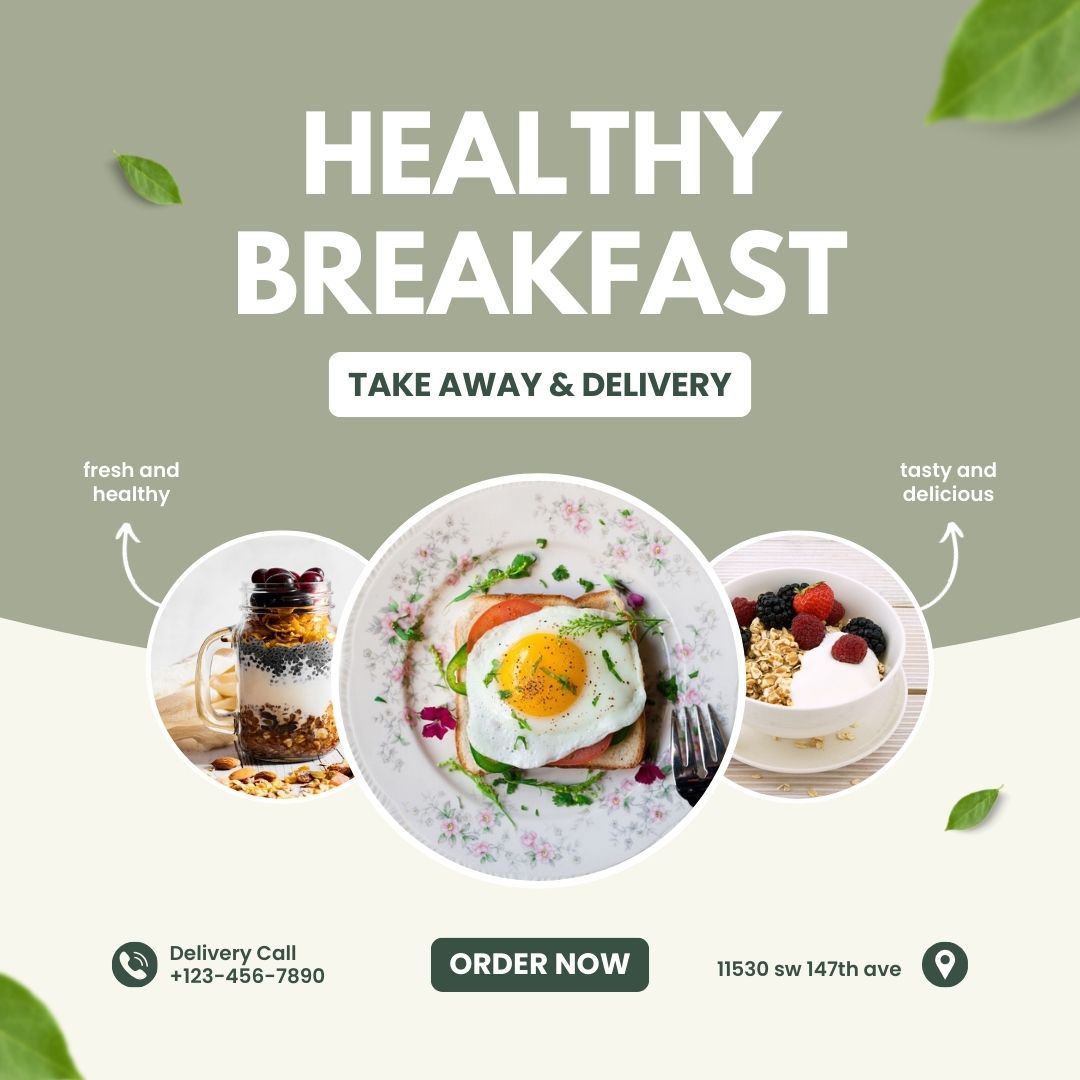 HEALTHY
BREAKFAST
TAKE AWAY & DELIVERY
fresh and
healthy
tasty and
delicious
Delivery Call
+123-456-7890
ORDER NOW
11530 sw 147th ave